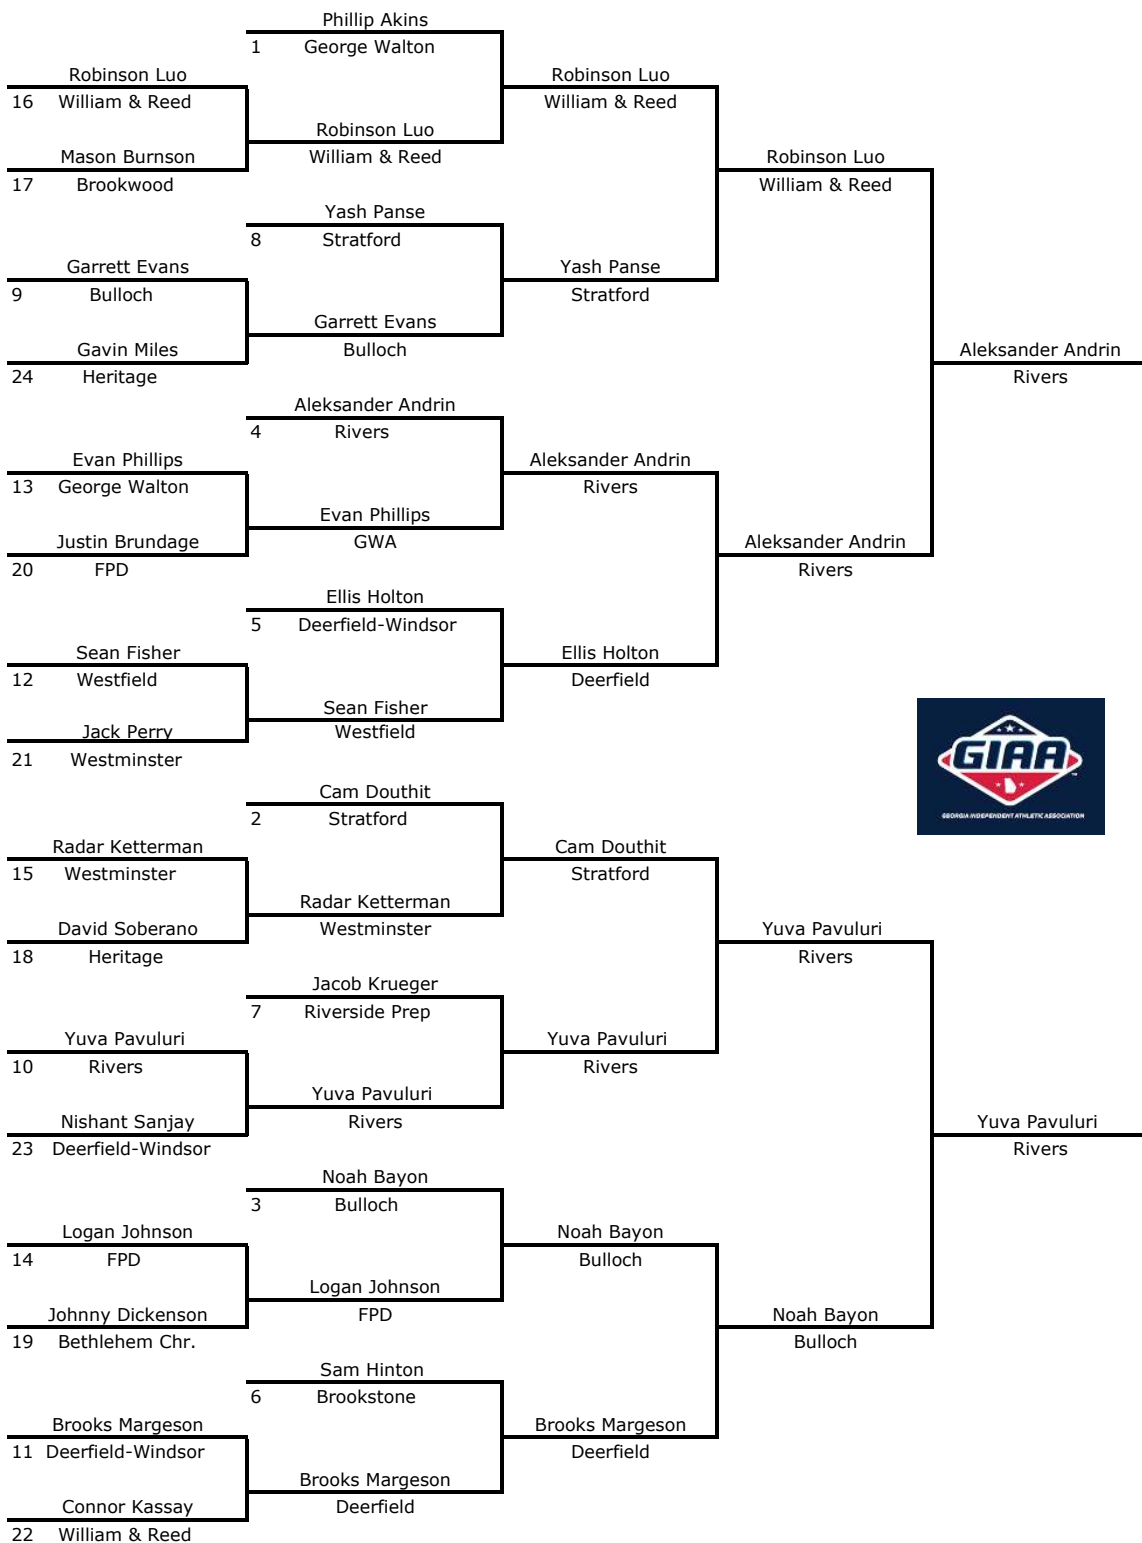 Phillip Akins
1 George Walton
Robinson Luo Robinson Luo
16 William & Reed William & Reed
Robinson Luo
Mason Burnson William & Reed Robinson Luo
17 Brookwood William & Reed
Yash Panse
8 Stratford
Garrett Evans Yash Panse
9 Bulloch Stratford
Garrett Evans
Gavin Miles Bulloch Aleksander Andrin
24 Heritage Rivers
Aleksander Andrin
4 Rivers
Evan Phillips Aleksander Andrin
13 George Walton Rivers
Evan Phillips
Justin Brundage GWA Aleksander Andrin
20 FPD Rivers
Ellis Holton
5 Deerfield-Windsor
Sean Fisher Ellis Holton
12 Westfield Deerfield
Sean Fisher
Jack Perry Westfield
21 Westminster
GIAA
GEORGIA INDEPENDENT ATHLETIC ASSOCIATION
Cam Douthit
2 Stratford
Radar Ketterman Cam Douthit
15 Westminster Stratford
Radar Ketterman
David Soberano Westminster Yuva Pavuluri
18 Heritage Rivers
Jacob Krueger
7 Riverside Prep
Yuva Pavuluri Yuva Pavuluri
10 Rivers Rivers
Yuva Pavuluri
Nishant Sanjay Rivers Yuva Pavuluri
23 Deerfield-Windsor Rivers
Noah Bayon
3 Bulloch
Logan Johnson Noah Bayon
14 FPD Bulloch
Logan Johnson
Johnny Dickenson FPD Noah Bayon
19 Bethlehem Chr. Bulloch
Sam Hinton
6 Brookstone
Brooks Margeson Brooks Margeson
11 Deerfield-Windsor Deerfield
Brooks Margeson
Connor Kassay Deerfield
22 William & Reed